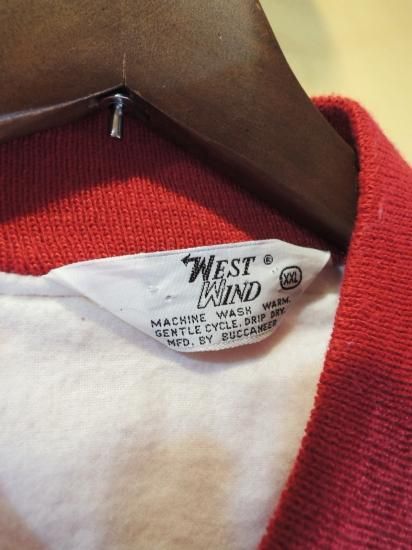 WEST ®
WIND
XXL
MACHINE WASH WARM.
GENTLE CYCLE. DRIP DRY.
MFD. BY BUCCANEER